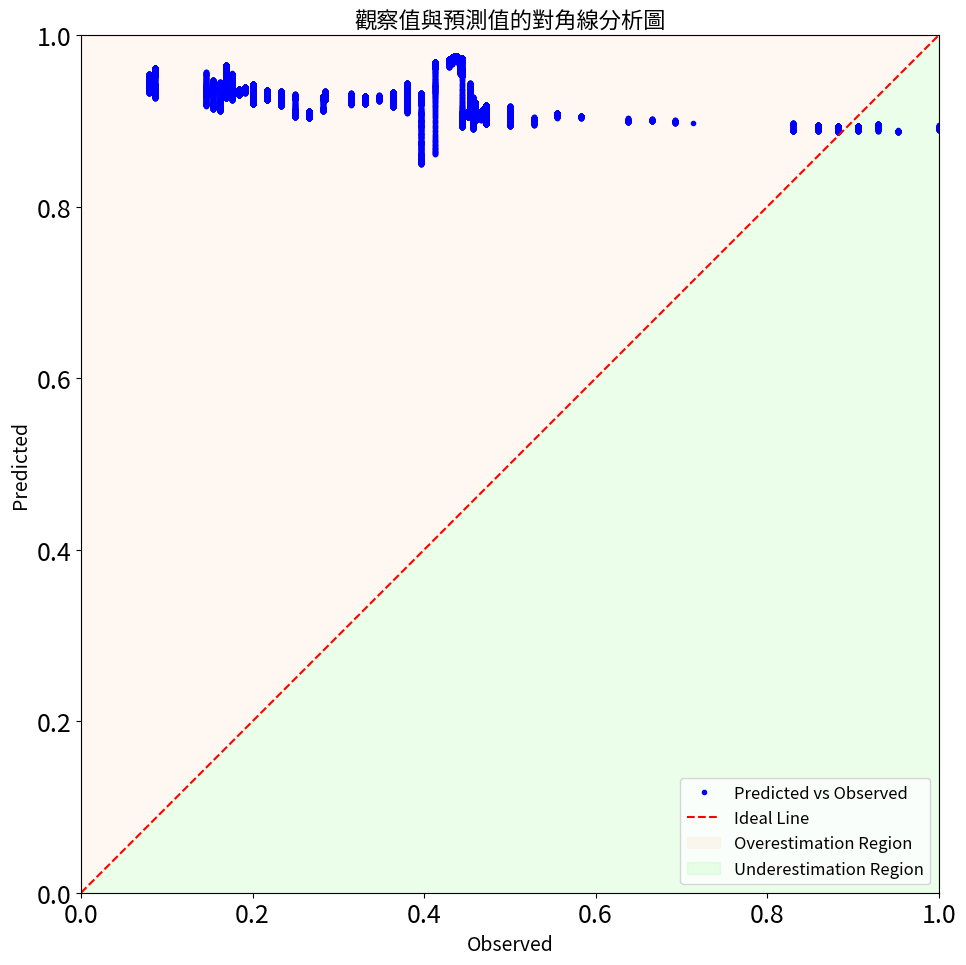 觀察值與預測值的對角線分析圖
1.0
0.8
0.6
0.4
0.2
0.0
Predicted
0.0 0.2 0.4 0.6 0.8 1.0
Observed
Predicted vs Observed
Ideal Line
Overestimation Region
Underestimation Region